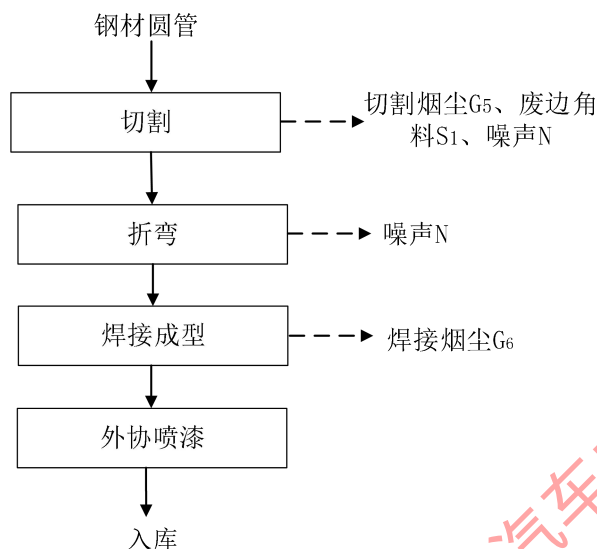 钢材圆管
切割
切割烟尘G5、废边角
料S1、噪声N
折弯
噪声N
焊接成型
焊接烟尘G6
外协喷漆
入库
汽车